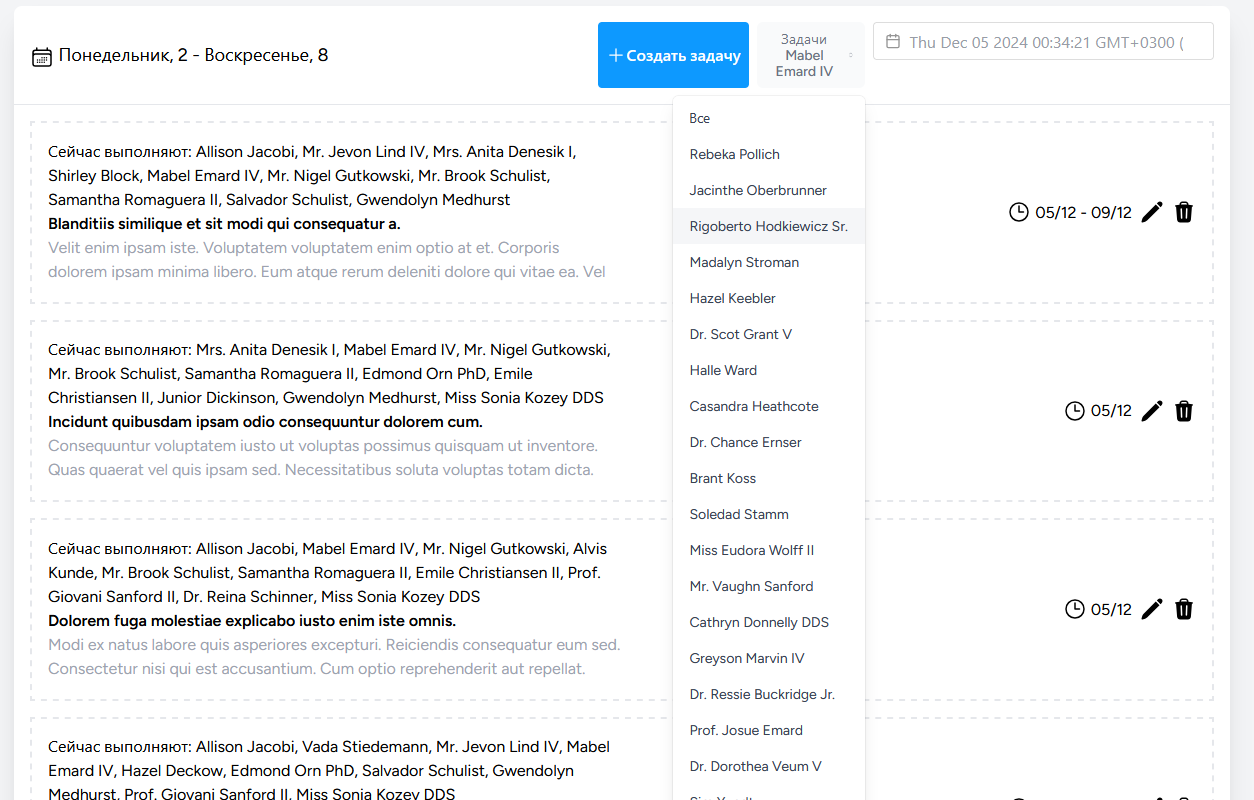 Понедельник, 2 - Воскресенье, 8
Создать задачу
Задачи
Mabel
Emard IV
Thu Dec 05 2024 00:34:21 GMT+0300 (
Сейчас выполняют: Allison Jacobi, Mr. Jevon Lind IV, Mrs. Anita Denesik I,
Shirley Block, Mabel Emard IV, Mr. Nigel Gutkowski, Mr. Brook Schulist,
Samantha Romaguera II, Salvador Schulist, Gwendolyn Medhurst
Blanditiis similique et sit modi qui consequatur a.
Velit enim ipsam iste. Voluptatem voluptatem enim optio at et. Corporis
dolorem ipsam minima libero. Eum atque rerum deleniti dolore qui vitae ea. Vel
05/12 - 09/12
Сейчас выполняют: Mrs. Anita Denesik I, Mabel Emard IV, Mr. Nigel Gutkowski,
Mr. Brook Schulist, Samantha Romaguera II, Edmond Orn PhD, Emile
Christiansen II, Junior Dickinson, Gwendolyn Medhurst, Miss Sonia Kozey DDS
Incidunt quibusdam ipsam odio consequuntur dolorem cum.
Consequuntur voluptatem iusto ut voluptas possimus quisquam ut inventore.
Quas quaerat vel quis ipsam sed. Necessitatibus soluta voluptas totam dicta.
05/12
Сейчас выполняют: Allison Jacobi, Mabel Emard IV, Mr. Nigel Gutkowski, Alvis
Kunde, Mr. Brook Schulist, Samantha Romaguera II, Emile Christiansen II, Prof.
Giovani Sanford II, Dr. Reina Schinner, Miss Sonia Kozey DDS
Dolorem fuga molestiae explicabo iusto enim iste omnis.
Modi ex natus labore quis asperiores excepturi. Reiciendis consequatur eum sed.
Consectetur nisi qui est accusantium. Cum optio reprehenderit aut repellat.
05/12
Сейчас выполняют: Allison Jacobi, Vada Stiedemann, Mr. Jevon Lind IV, Mabel
Emard IV, Hazel Deckow, Edmond Orn PhD, Salvador Schulist, Gwendolyn
Medhurst, Prof. Giovani Sanford II, Miss Sonia Kozey DDS
Все
Rebeka Pollich
Jacinthe Oberbrunner
Rigoberto Hodkiewicz Sr.
Madalyn Stroman
Hazel Keebler
Dr. Scot Grant V
Halle Ward
Casandra Heathcote
Dr. Chance Ernser
Brant Koss
Soledad Stamm
Miss Eudora Wolff II
Mr. Vaughn Sanford
Cathryn Donnelly DDS
Greyson Marvin IV
Dr. Ressie Buckridge Jr.
Prof. Josue Emard
Dr. Dorothea Veum V